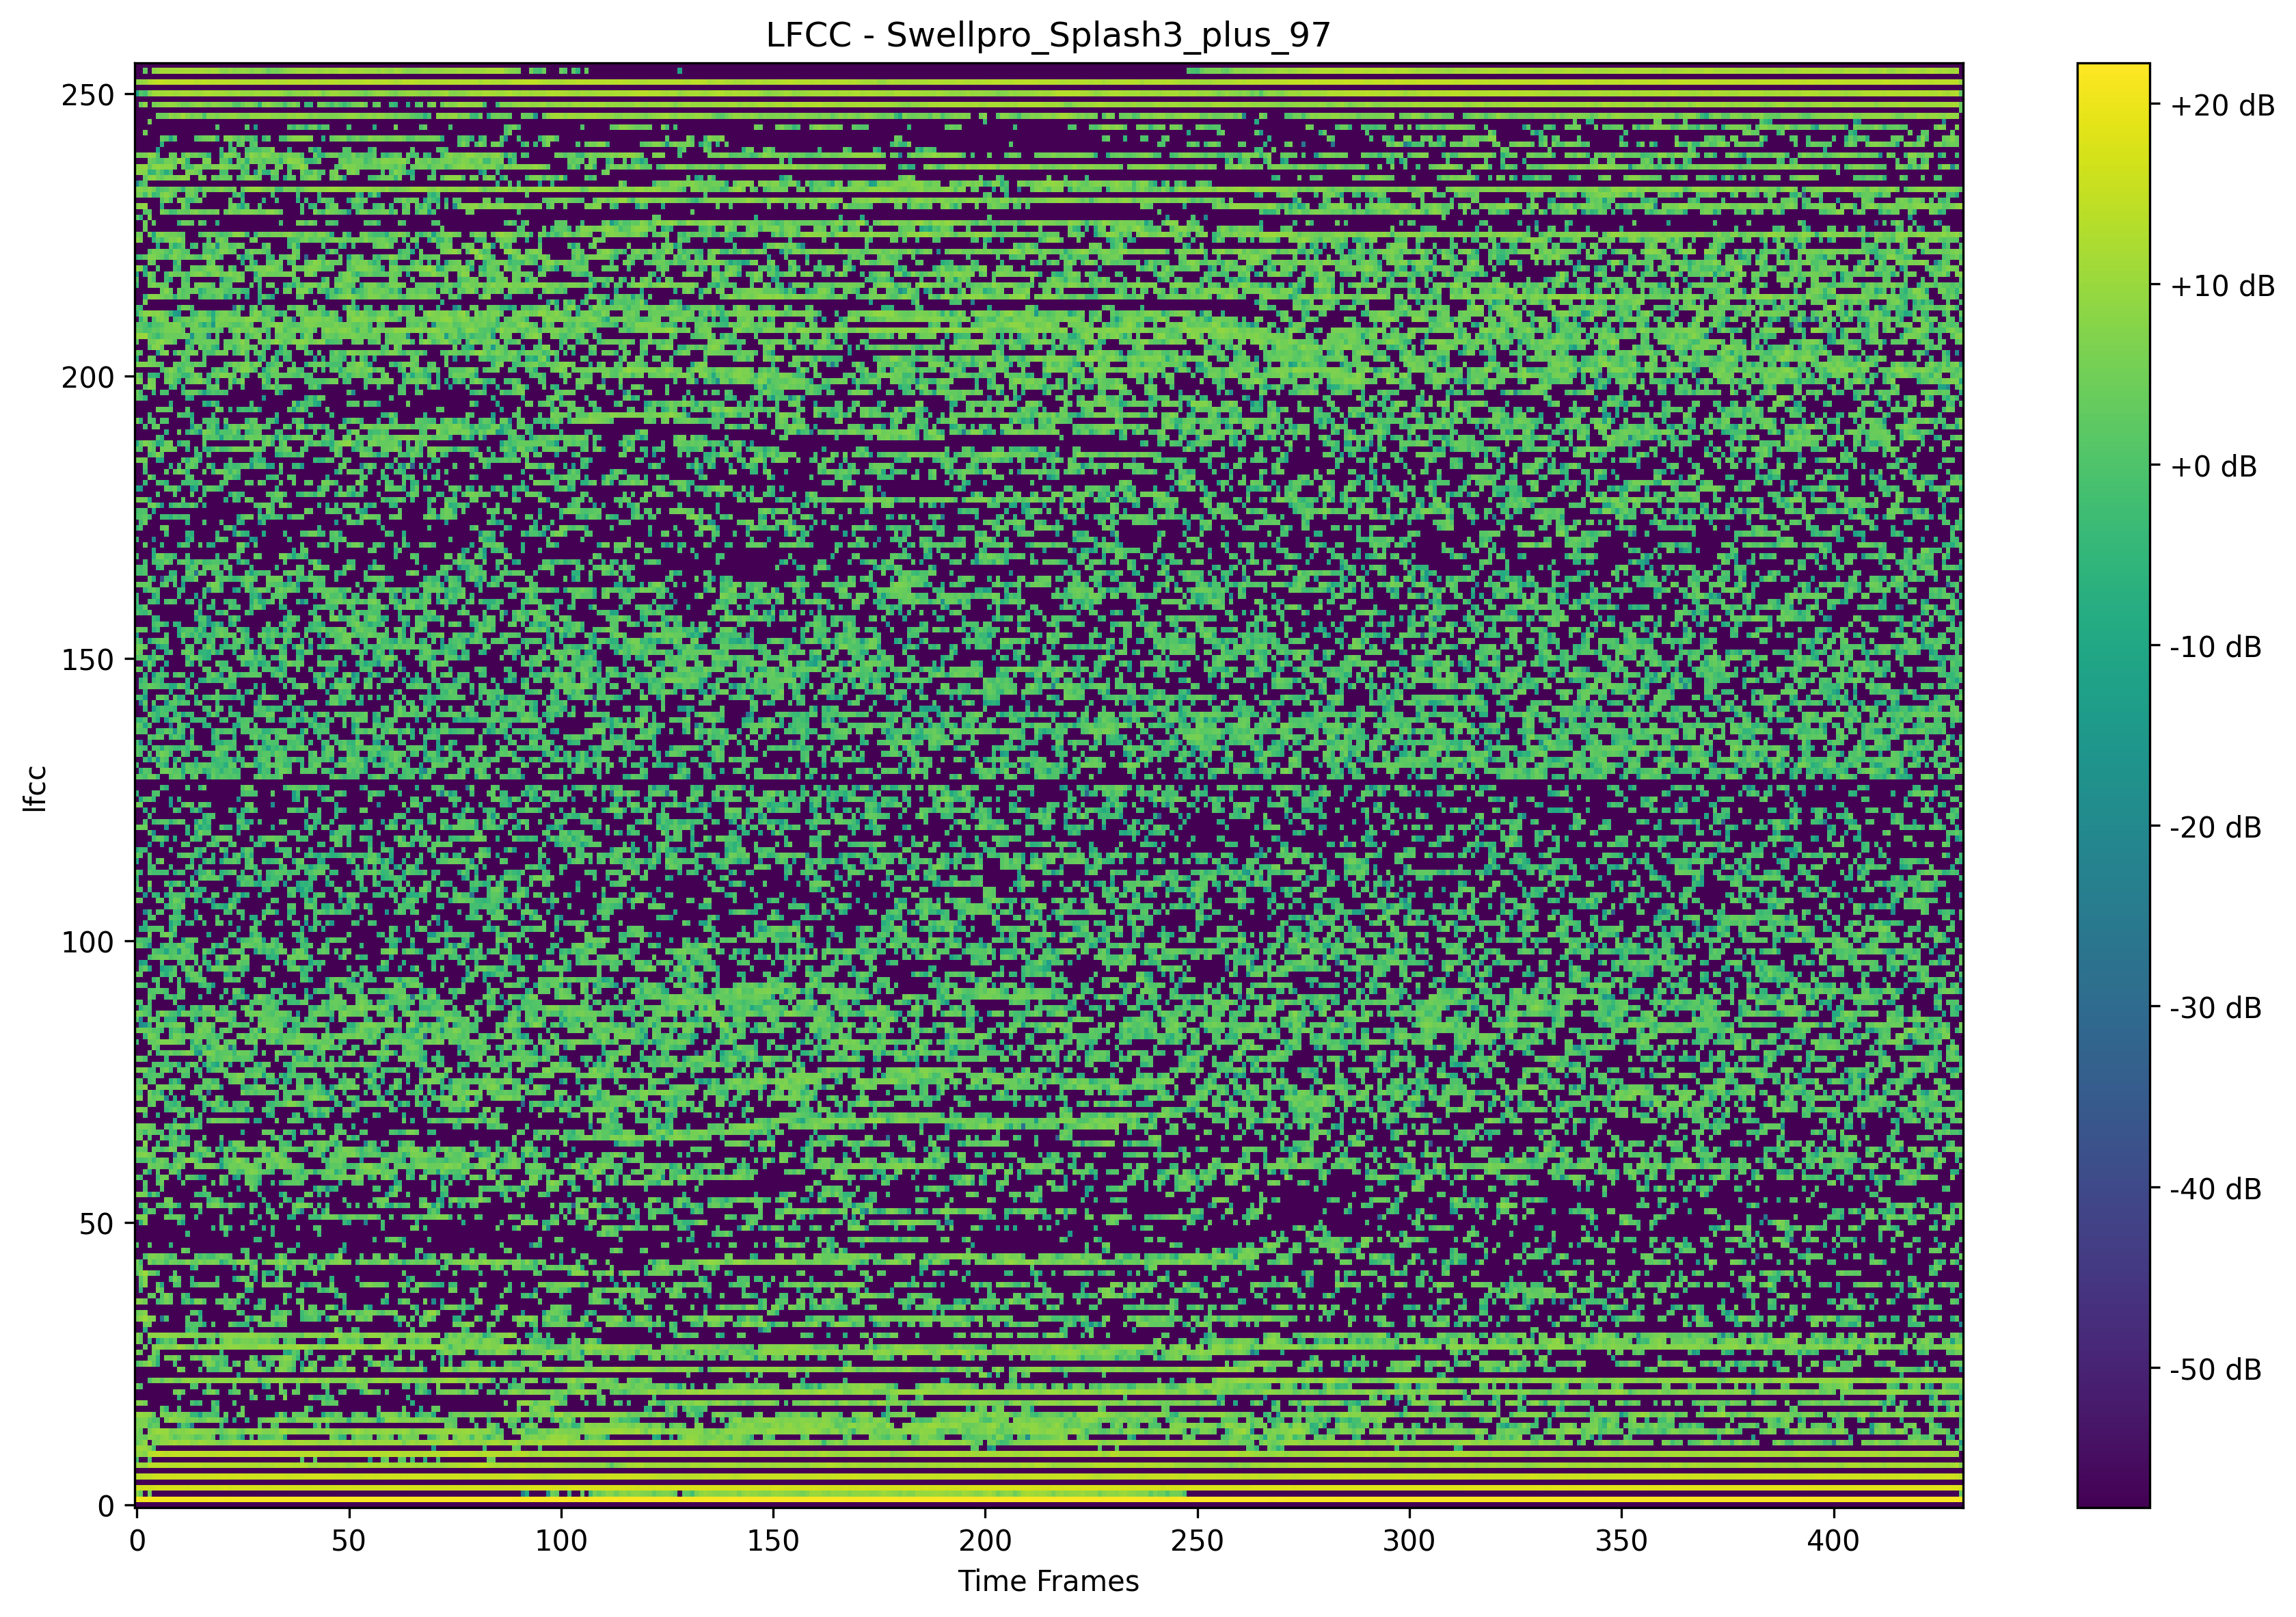 LFCC - Swellpro_Splash3_plus_97
250
200
150
100
50
0
lfcc
0 50 100 150 200 250 300 350 400
Time Frames
+20 dB
+10 dB
+0 dB
-10 dB
-20 dB
-30 dB
-40 dB
-50 dB